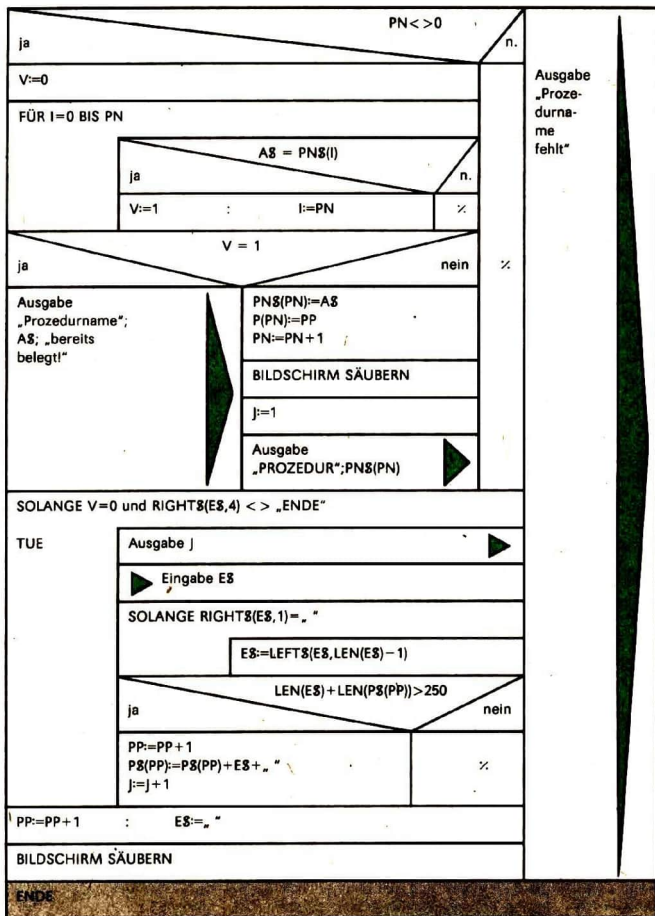 PN<>0
ja
n.
V:=0
FÜR I=0 BIS PN
A$ = PN$(I)
ja
n.
V:=1 : I:=PN
٪
V = 1
ja
nein
٪
Ausgabe
„Prozedurname";
A$; „bereits
belegt!"
PN$(PN):=A$
P(PN):=PP
PN:=PN+1
BILDSCHIRM SÄUBERN
J:=1
Ausgabe
„PROZEDUR";PN$(PN)
Ausgabe
„Proze-
durna-
me
fehlt"
SOLANGE V=0 und RIGHT$(E$,4) <> „ENDE"
TUE
Ausgabe J
Eingabe E$
SOLANGE RIGHT$(E$,1)=„ "
E$:=LEFT$(E$,LEN(E$)−1)
LEN(E$)+LEN(P$(PP))>250
ja
nein
PP:=PP+1
P$(PP):=P$(PP)+E$+„ "
J:=J+1
٪
PP:=PP+1 : E$:=„ "
BILDSCHIRM SÄUBERN
ENDE